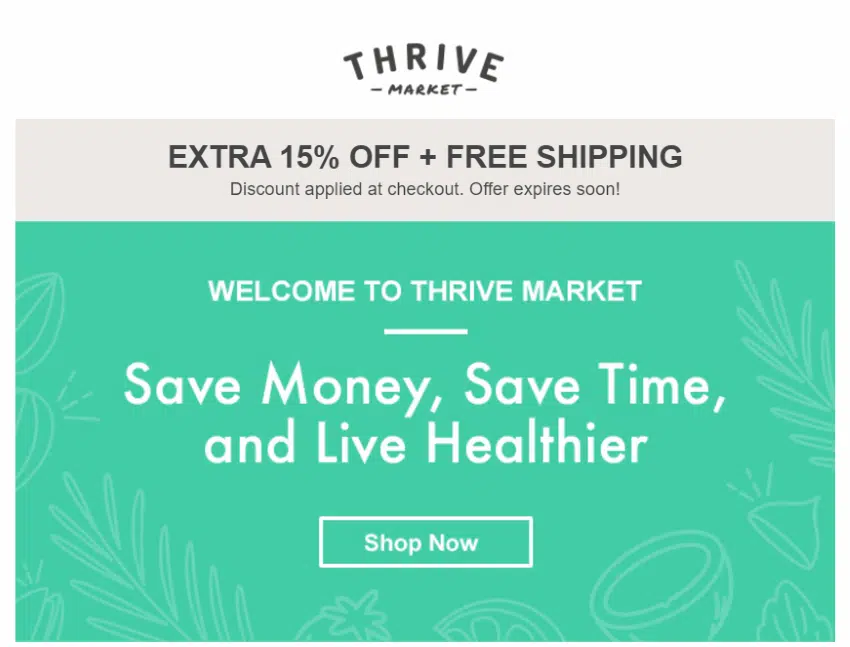 THRIVE
MARKET
EXTRA 15% OFF + FREE SHIPPING
Discount applied at checkout. Offer expires soon!
WELCOME TO THRIVE MARKET
Save Money, Save Time,
and Live Healthier
Shop Now